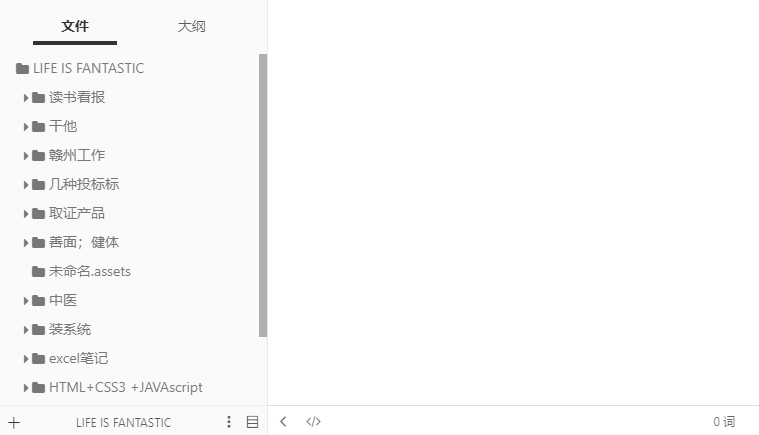 文件 大纲
LIFE IS FANTASTIC
读书看报
干他
赣州工作
几种投标标
取证产品
善面；健体
未命名.assets
中医
装系统
excel笔记
HTML+CSS3 +JAVAscript
LIFE IS FANTASTIC
0 词